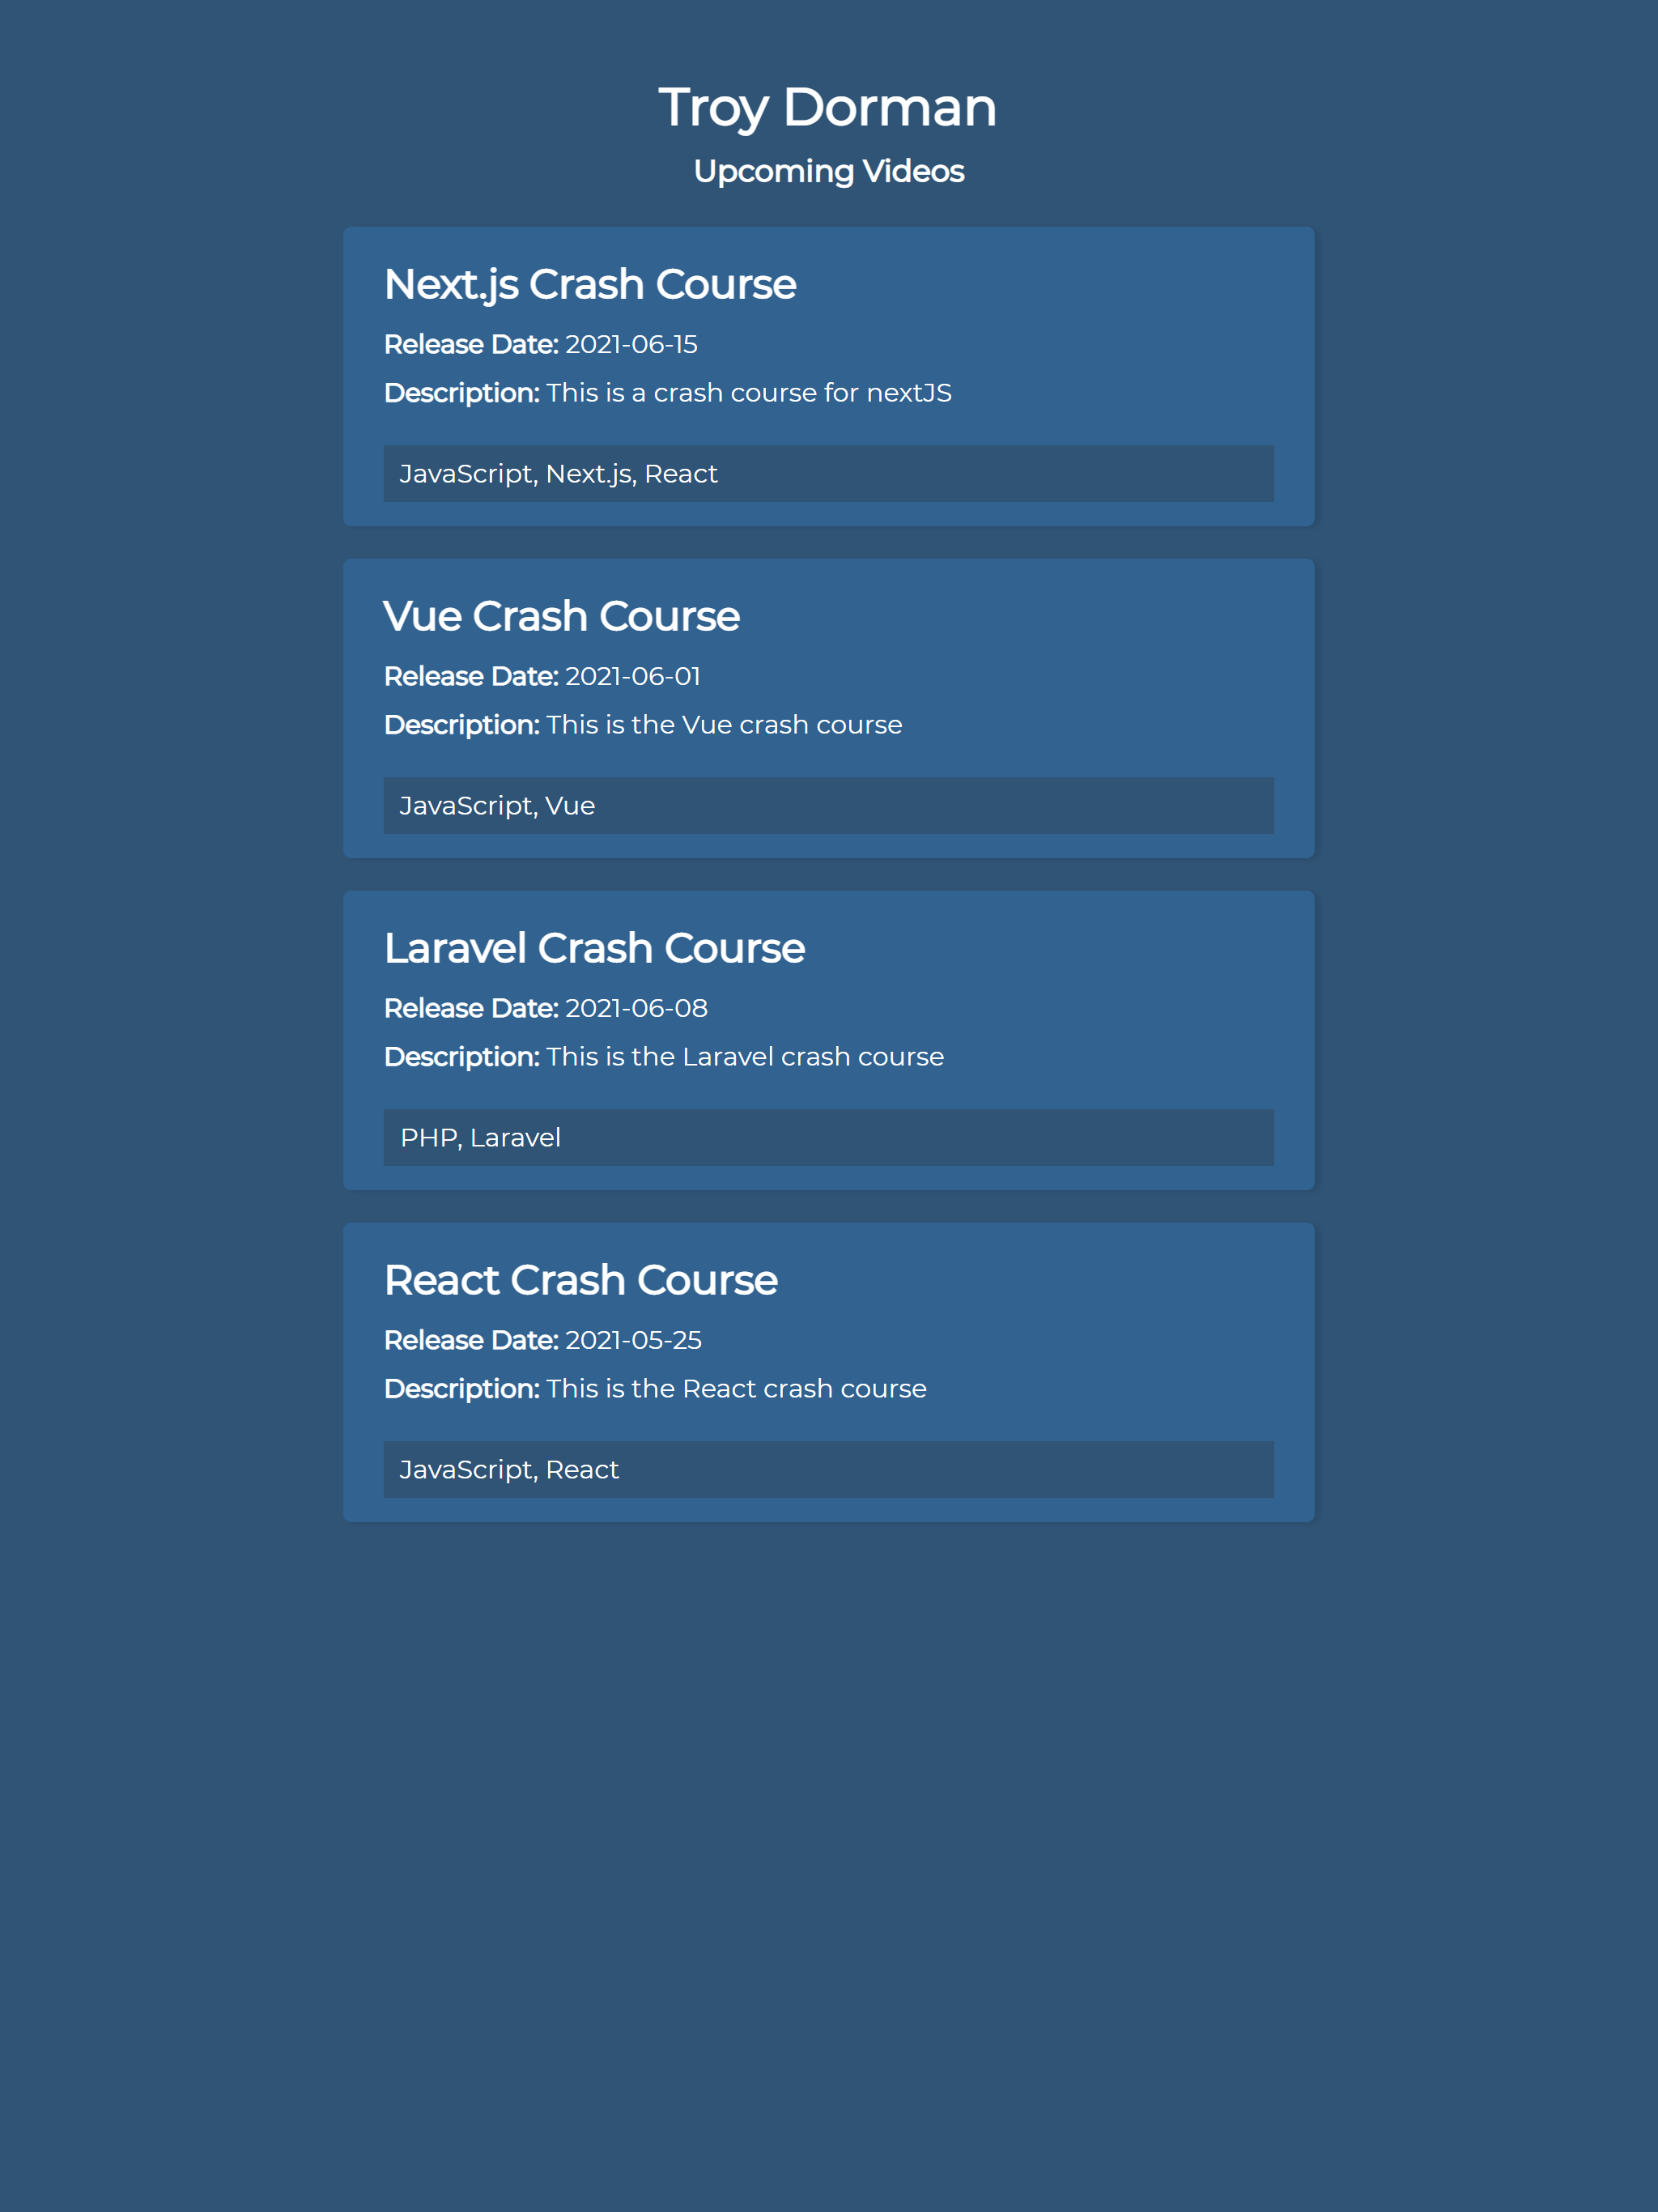 Troy Dorman
Upcoming Videos
Next.js Crash Course
Release Date: 2021-06-15
Description: This is a crash course for nextJS
JavaScript, Next.js, React
Vue Crash Course
Release Date: 2021-06-01
Description: This is the Vue crash course
JavaScript, Vue
Laravel Crash Course
Release Date: 2021-06-08
Description: This is the Laravel crash course
PHP, Laravel
React Crash Course
Release Date: 2021-05-25
Description: This is the React crash course
JavaScript, React